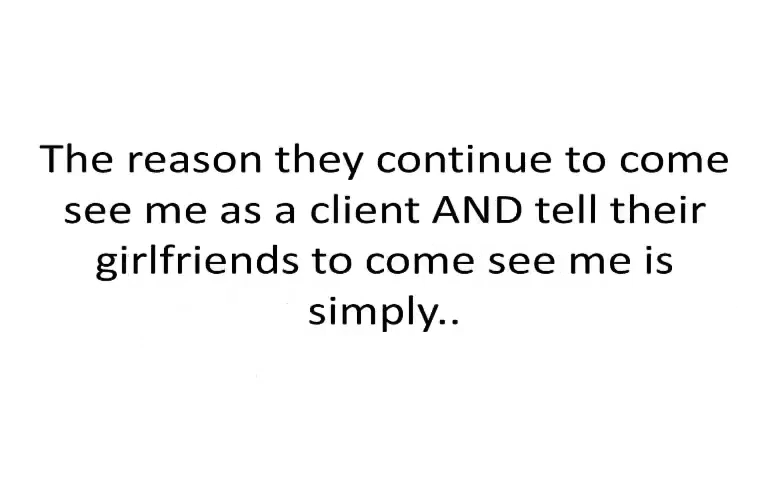 The reason they continue to come
see me as a client AND tell their
girlfriends to come see me is
simply..